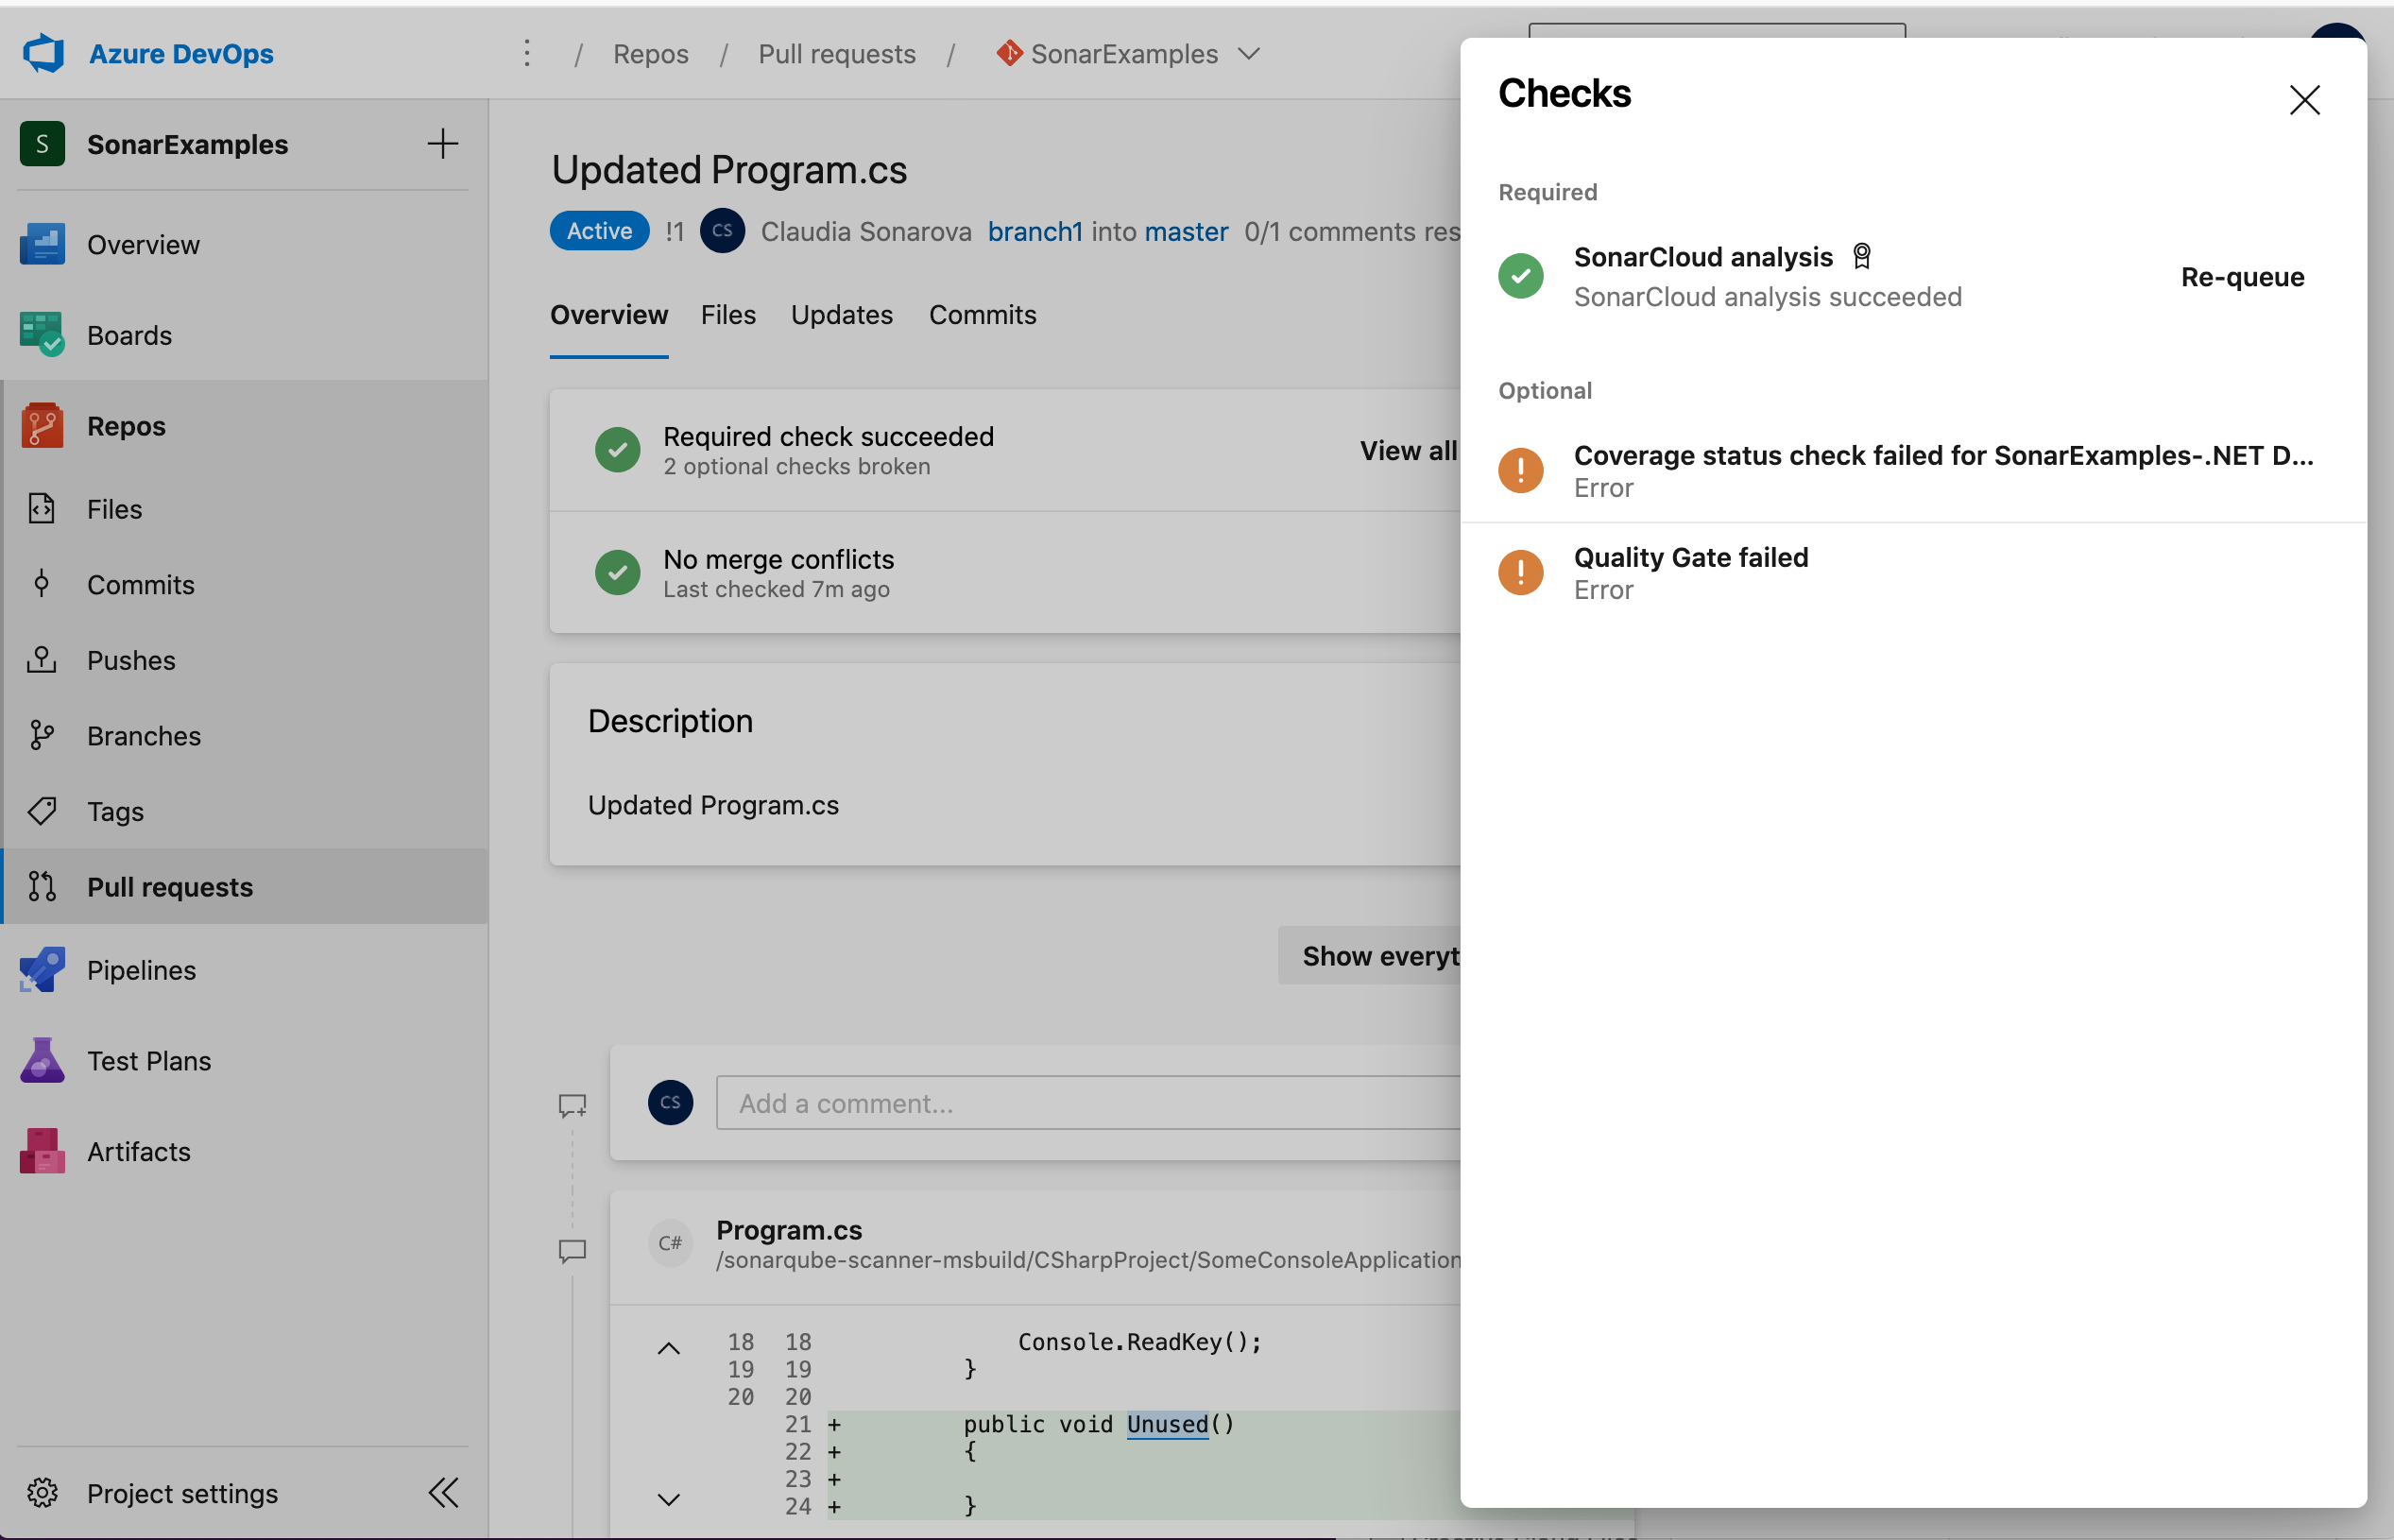 Azure DevOps
/ Repos / Pull requests / SonarExamples
S SonarExamples
Overview
Boards
Repos
Files
Commits
Pushes
Branches
Tags
Pull requests
Pipelines
Test Plans
Artifacts
Project settings
Updated Program.cs
Active !1 CS Claudia Sonarova branch1 into master 0/1 comments res
Overview Files Updates Commits
Required check succeeded
2 optional checks broken
View all
No merge conflicts
Last checked 7m ago
Description
Updated Program.cs
Show everyt
CS Add a comment...
C# Program.cs
/sonarqube-scanner-msbuild/CSharpProject/SomeConsoleApplication
18 18 Console.ReadKey();
19 19 }
20 20
21 + public void Unused()
22 + {
23 +
24 + }
Checks
Required
SonarCloud analysis
SonarCloud analysis succeeded
Re-queue
Optional
Coverage status check failed for SonarExamples-.NET D...
Error
Quality Gate failed
Error